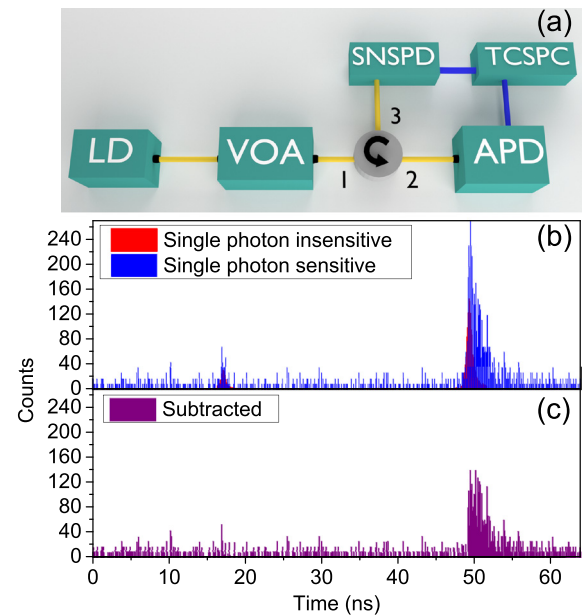 (a)
SNSPD TCSPC
3
LD VOA APD
1 2
(b)
Single photon insensitive
Single photon sensitive
240
200
160
120
80
40
0
Counts
(c)
Subtracted
240
200
160
120
80
40
0
0 10 20 30 40 50 60
Time (ns)